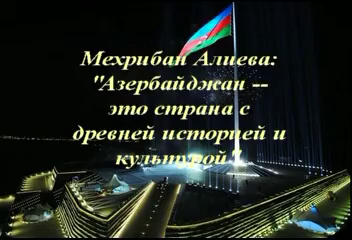 Мехрибан Алиева:
"Азербайджан --
это страна с
древней историей и
культурой"